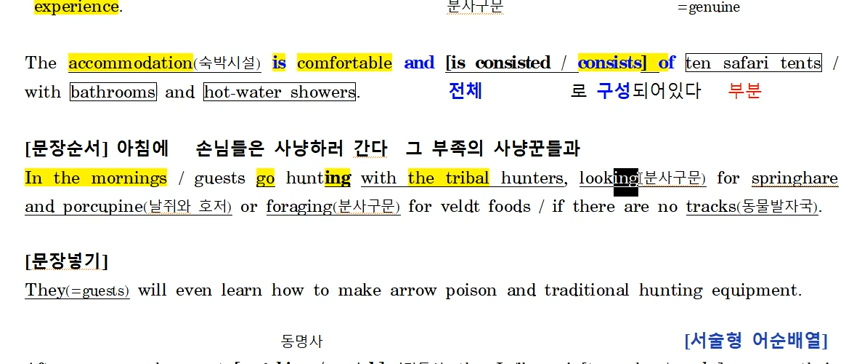 experience. 분사구문 =genuine
The accommodation(숙박시설) is comfortable and [is consisted / consists] of ten safari tents /
with bathrooms and hot-water showers. 전체 로 구성되어있다 부분
[문장순서] 아침에 손님들은 사냥하러 간다 그 부족의 사냥꾼들과
In the mornings / guests go hunting with the tribal hunters, looking(분사구문) for springhare
and porcupine(날쥐와 호저) or foraging(분사구문) for veldt foods / if there are no tracks(동물발자국).
[문장넣기]
They(=guests) will even learn how to make arrow poison and traditional hunting equipment.
동명사 [서술형 어순배열]